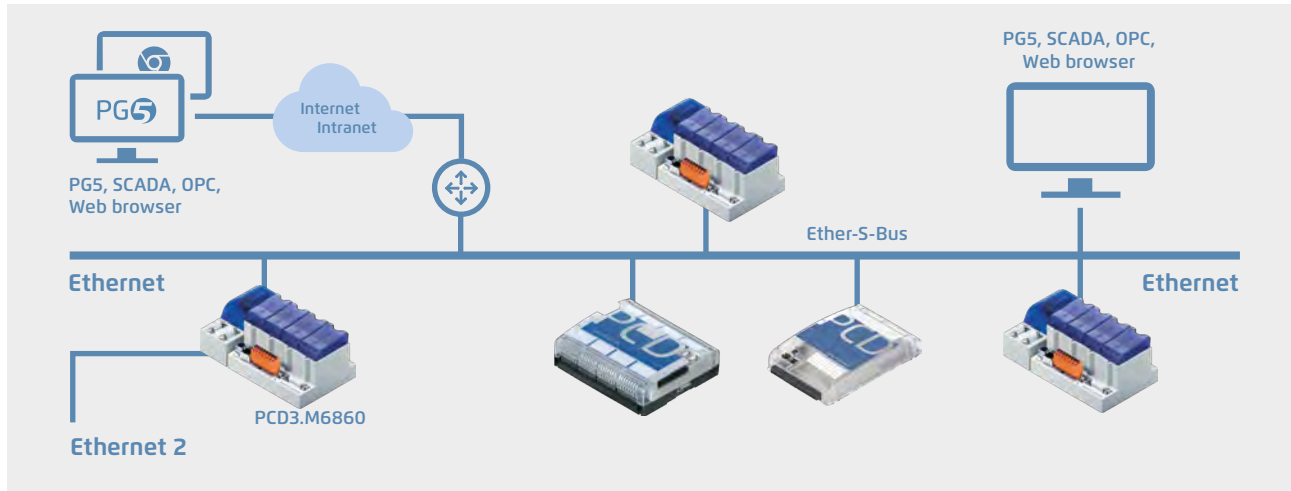 PG5, SCADA, OPC,
Web browser
PG5
Internet
Intranet
PG5, SCADA, OPC,
Web browser
Ether-S-Bus
Ethernet
Ethernet
PCD
PCD
PCD3.M6860
Ethernet 2